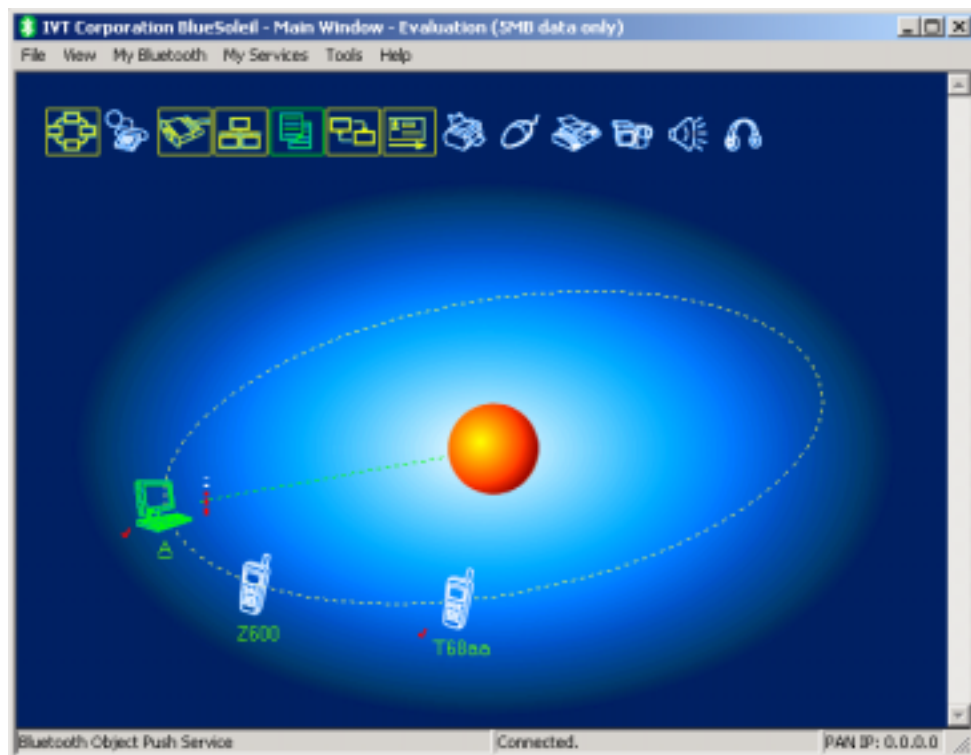 IVT Corporation BlueSoleil - Main Window - Evaluation (5MB data only)
File View My Bluetooth My Services Tools Help
A
Z600
T68aa
Bluetooth Object Push Service Connected. PAN IP: 0.0.0.0